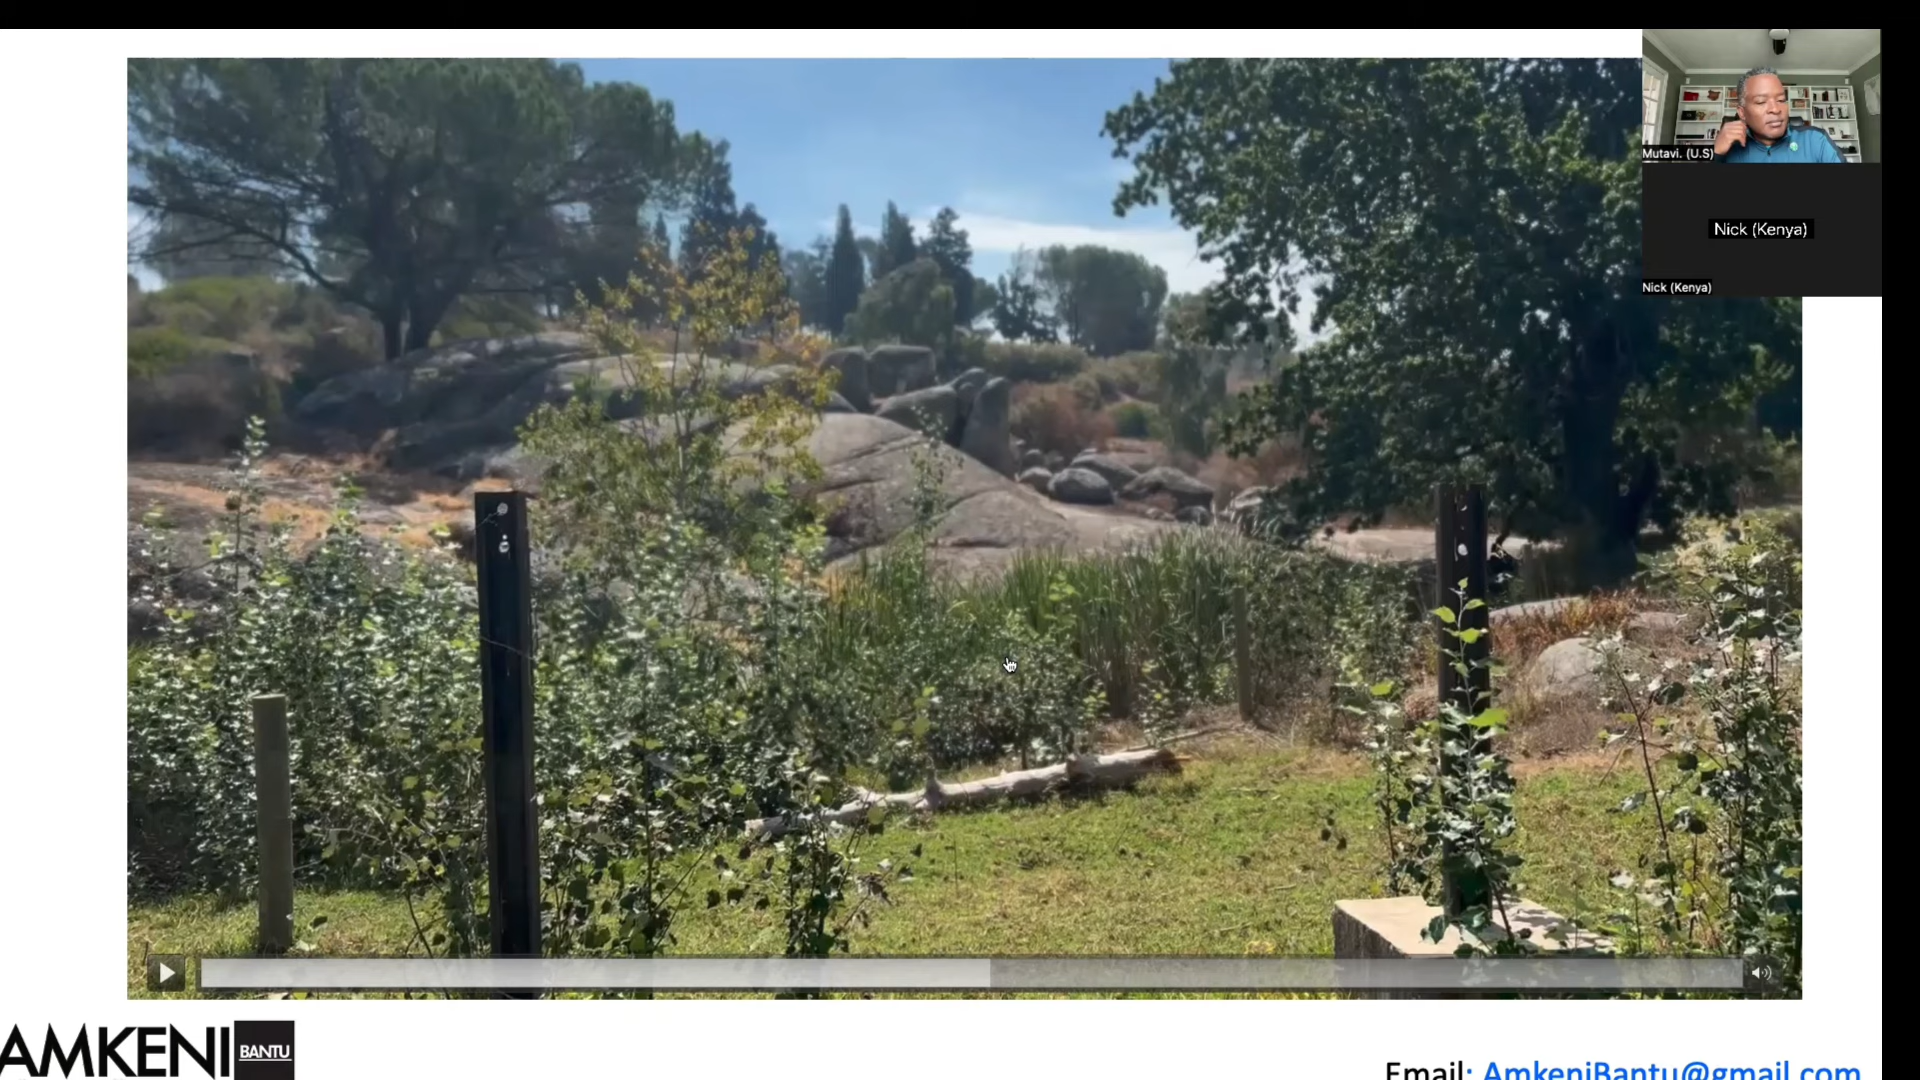 Mutavi. (U.S)
Nick (Kenya)
Nick (Kenya)
AMKENI BANTU
Email: AmkeniBantu@gmail.com